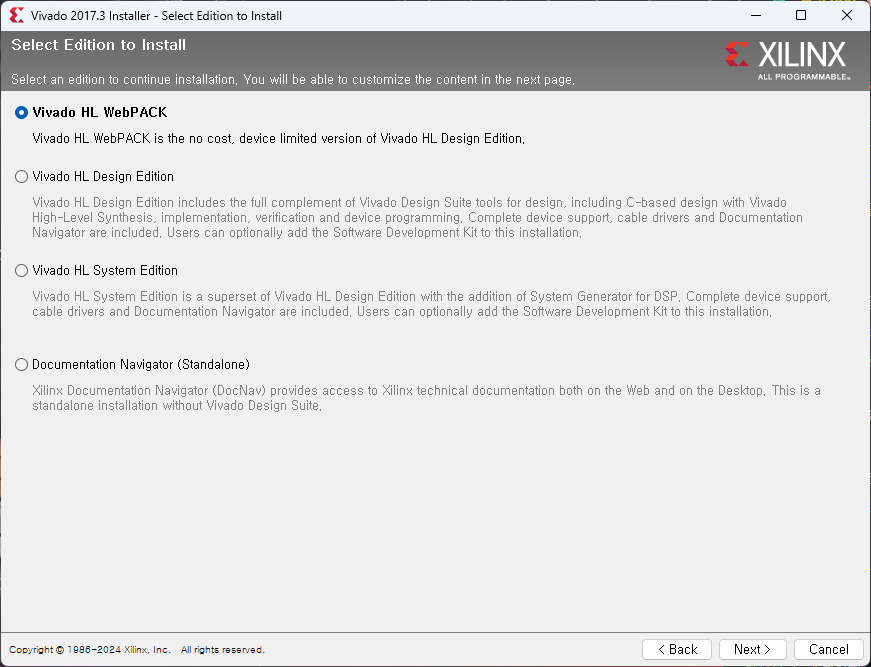 Vivado 2017.3 Installer - Select Edition to Install
Select Edition to Install
Select an edition to continue installation. You will be able to customize the content in the next page.
XILINX
ALL PROGRAMMABLE™
Vivado HL WebPACK
Vivado HL WebPACK is the no cost, device limited version of Vivado HL Design Edition.
Vivado HL Design Edition
Vivado HL Design Edition includes the full complement of Vivado Design Suite tools for design, including C-based design with Vivado
High-Level Synthesis, implementation, verification and device programming. Complete device support, cable drivers and Documentation
Navigator are included. Users can optionally add the Software Development Kit to this installation.
Vivado HL System Edition
Vivado HL System Edition is a superset of Vivado HL Design Edition with the addition of System Generator for DSP. Complete device support,
cable drivers and Documentation Navigator are included. Users can optionally add the Software Development Kit to this installation.
Documentation Navigator (Standalone)
Xilinx Documentation Navigator (DocNav) provides access to Xilinx technical documentation both on the Web and on the Desktop. This is a
standalone installation without Vivado Design Suite.
Copyright © 1986-2024 Xilinx, Inc. All rights reserved.
< Back Next > Cancel